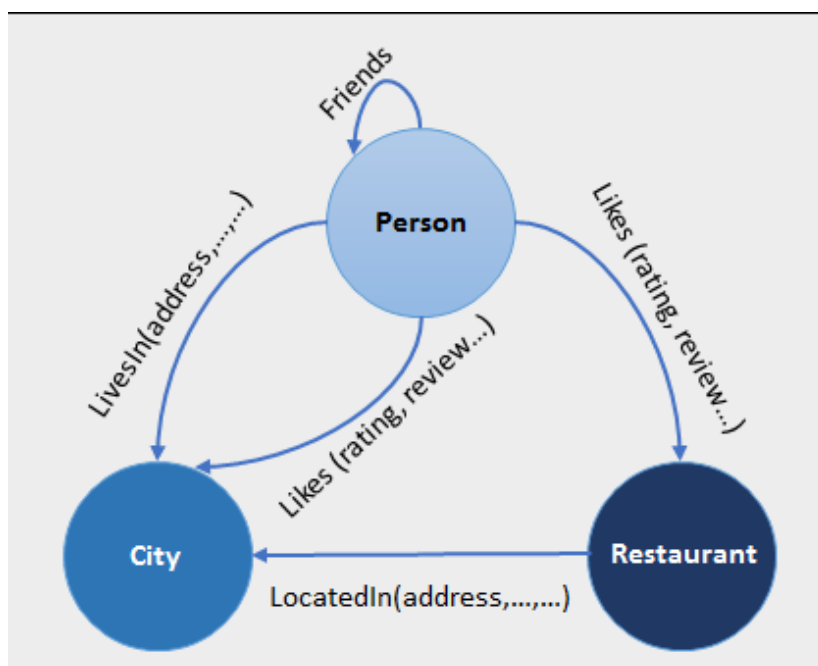 Friends
Person
LivesIn(address,...,...)
Likes (rating, review...)
Likes (rating, review...)
City
Restaurant
LocatedIn(address,...,...)